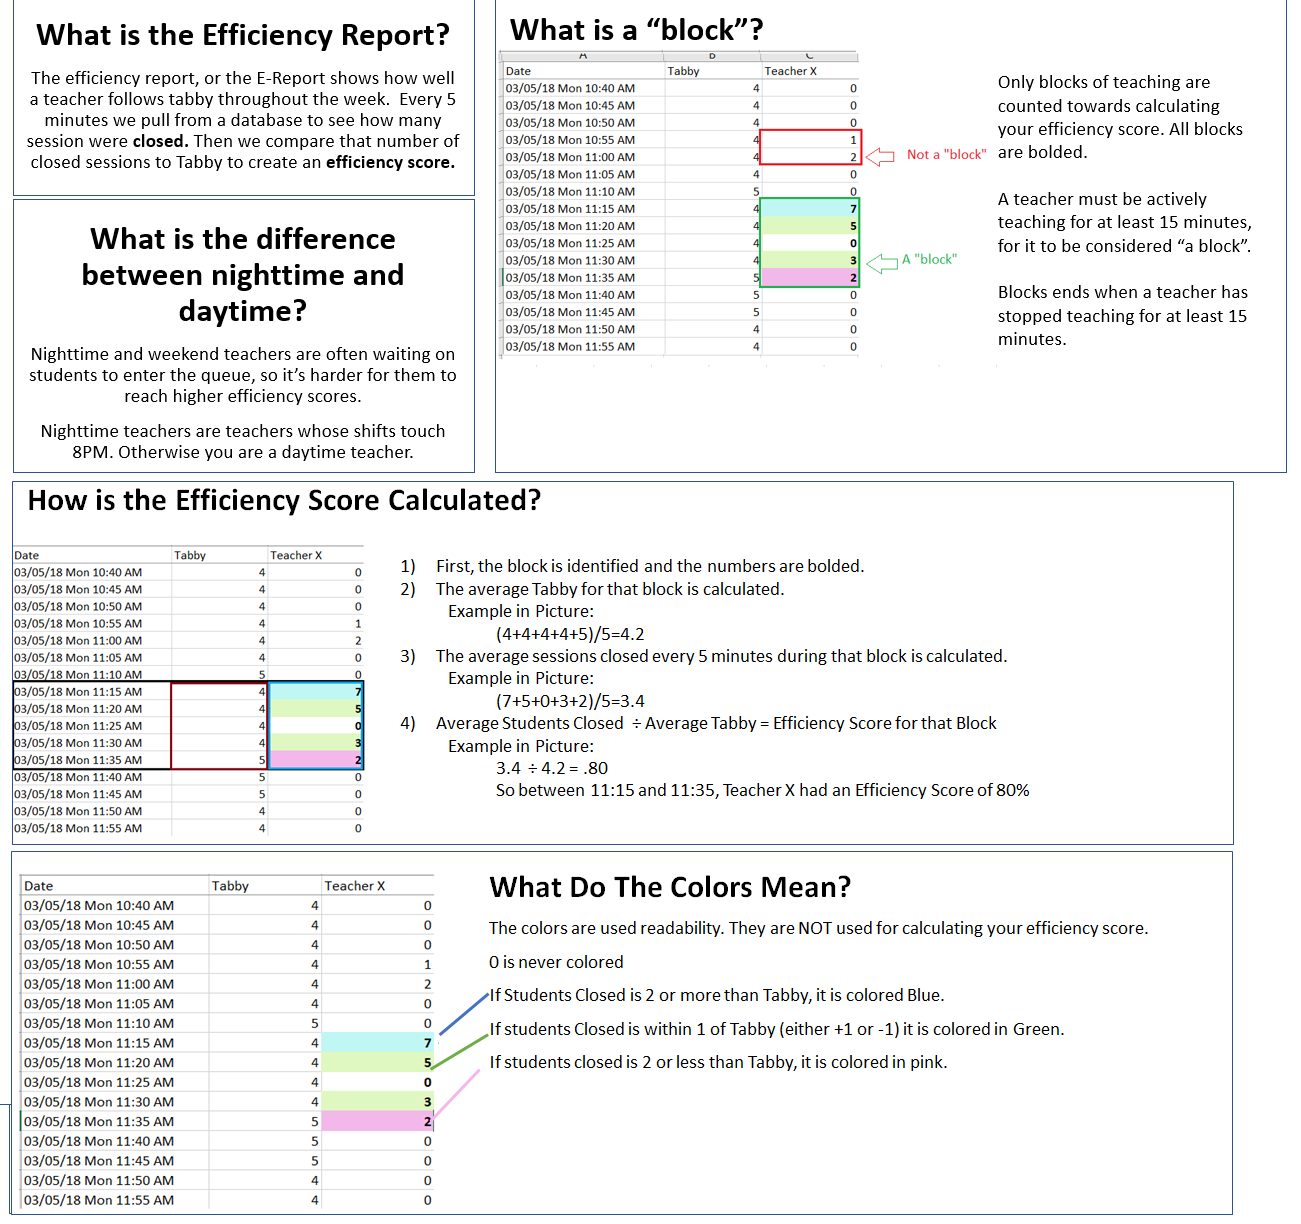 What is the Efficiency Report?
The efficiency report, or the E-Report shows how well
a teacher follows tabby throughout the week.  Every 5
minutes we pull from a database to see how many
session were closed. Then we compare that number of
closed sessions to Tabby to create an efficiency score.
What is the difference
between nighttime and
daytime?
Nighttime and weekend teachers are often waiting on
students to enter the queue, so it's harder for them to
reach higher efficiency scores.
Nighttime teachers are teachers whose shifts touch
8PM. Otherwise you are a daytime teacher.
What is a “block”?
A B C
Date Tabby Teacher X
03/05/18 Mon 10:40 AM 4 0
03/05/18 Mon 10:45 AM 4 0
03/05/18 Mon 10:50 AM 4 0
03/05/18 Mon 10:55 AM 4 1
03/05/18 Mon 11:00 AM 4 2
03/05/18 Mon 11:05 AM 4 0
03/05/18 Mon 11:10 AM 5 0
03/05/18 Mon 11:15 AM 4 7
03/05/18 Mon 11:20 AM 4 5
03/05/18 Mon 11:25 AM 4 0
03/05/18 Mon 11:30 AM 4 3
03/05/18 Mon 11:35 AM 5 2
03/05/18 Mon 11:40 AM 5 0
03/05/18 Mon 11:45 AM 5 0
03/05/18 Mon 11:50 AM 4 0
03/05/18 Mon 11:55 AM 4 0
Not a "block"
A "block"
Only blocks of teaching are
counted towards calculating
your efficiency score. All blocks
are bolded.
A teacher must be actively
teaching for at least 15 minutes,
for it to be considered “a block”.
Blocks ends when a teacher has
stopped teaching for at least 15
minutes.
How is the Efficiency Score Calculated?
Date Tabby Teacher X
03/05/18 Mon 10:40 AM 4 0
03/05/18 Mon 10:45 AM 4 0
03/05/18 Mon 10:50 AM 4 0
03/05/18 Mon 10:55 AM 4 1
03/05/18 Mon 11:00 AM 4 2
03/05/18 Mon 11:05 AM 4 0
03/05/18 Mon 11:10 AM 5 0
03/05/18 Mon 11:15 AM 4 7
03/05/18 Mon 11:20 AM 4 5
03/05/18 Mon 11:25 AM 4 0
03/05/18 Mon 11:30 AM 4 3
03/05/18 Mon 11:35 AM 5 2
03/05/18 Mon 11:40 AM 5 0
03/05/18 Mon 11:45 AM 5 0
03/05/18 Mon 11:50 AM 4 0
03/05/18 Mon 11:55 AM 4 0
1) First, the block is identified and the numbers are bolded.
2) The average Tabby for that block is calculated.
Example in Picture:
(4+4+4+4+5)/5=4.2
3) The average sessions closed every 5 minutes during that block is calculated.
Example in Picture:
(7+5+0+3+2)/5=3.4
4) Average Students Closed ÷ Average Tabby = Efficiency Score for that Block
Example in Picture:
3.4 ÷ 4.2 = .80
So between 11:15 and 11:35, Teacher X had an Efficiency Score of 80%
Date Tabby Teacher X
03/05/18 Mon 10:40 AM 4 0
03/05/18 Mon 10:45 AM 4 0
03/05/18 Mon 10:50 AM 4 0
03/05/18 Mon 10:55 AM 4 1
03/05/18 Mon 11:00 AM 4 2
03/05/18 Mon 11:05 AM 4 0
03/05/18 Mon 11:10 AM 5 0
03/05/18 Mon 11:15 AM 4 7
03/05/18 Mon 11:20 AM 4 5
03/05/18 Mon 11:25 AM 4 0
03/05/18 Mon 11:30 AM 4 3
03/05/18 Mon 11:35 AM 5 2
03/05/18 Mon 11:40 AM 5 0
03/05/18 Mon 11:45 AM 5 0
03/05/18 Mon 11:50 AM 4 0
03/05/18 Mon 11:55 AM 4 0
What Do The Colors Mean?
The colors are used readability. They are NOT used for calculating your efficiency score.
0 is never colored
If Students Closed is 2 or more than Tabby, it is colored Blue.
If students Closed is within 1 of Tabby (either +1 or -1) it is colored in Green.
If students closed is 2 or less than Tabby, it is colored in pink.